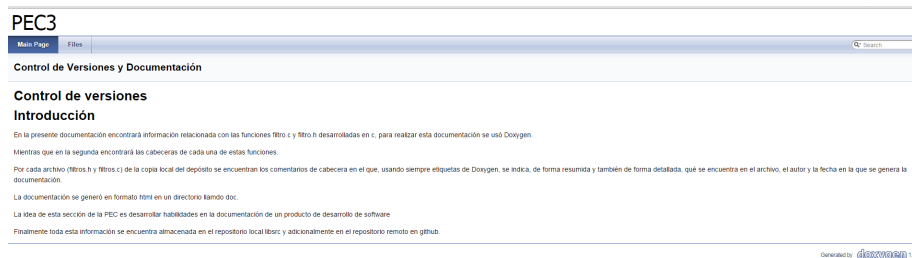 PEC3
Main Page Files Search
Control de Versiones y Documentación
Control de versiones
Introducción
En la presente documentación encontrará información relacionada con las funciones filtro.c y filtro.h desarrolladas en c, para realizar esta documentación se usó Doxygen.
Mientras que en la segunda encontrará las cabeceras de cada una de estas funciones.
Por cada archivo (filtros.h y filtros.c) de la copia local del depósito se encuentran los comentarios de cabecera en el que, usando siempre etiquetas de Doxygen, se indica, de forma resumida y también de forma detallada, qué se encuentra en el archivo, el autor y la fecha en la que se genera la
documentación.
La documentación se generó en formato html en un directorio llamdo doc.
La idea de esta sección de la PEC es desarrollar habilidades en la documentación de un producto de desarrollo de software
Finalmente toda esta información se encuentra almacenada en el repositorio local libsrc y adicionalmente en el repositorio remoto en github.
Generated by doxygen 1.